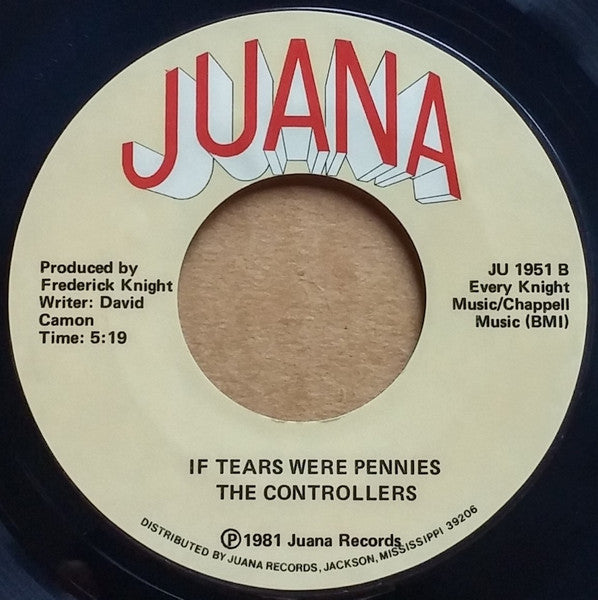 JUANA
Produced by
Frederick Knight
Writer: David
Camon
Time: 5:19
JU 1951 B
Every Knight
Music/Chappell
Music (BMI)
IF TEARS WERE PENNIES
THE CONTROLLERS
Ⓟ1981 Juana Records
DISTRIBUTED BY JUANA RECORDS, JACKSON, MISSISSIPPI 39206